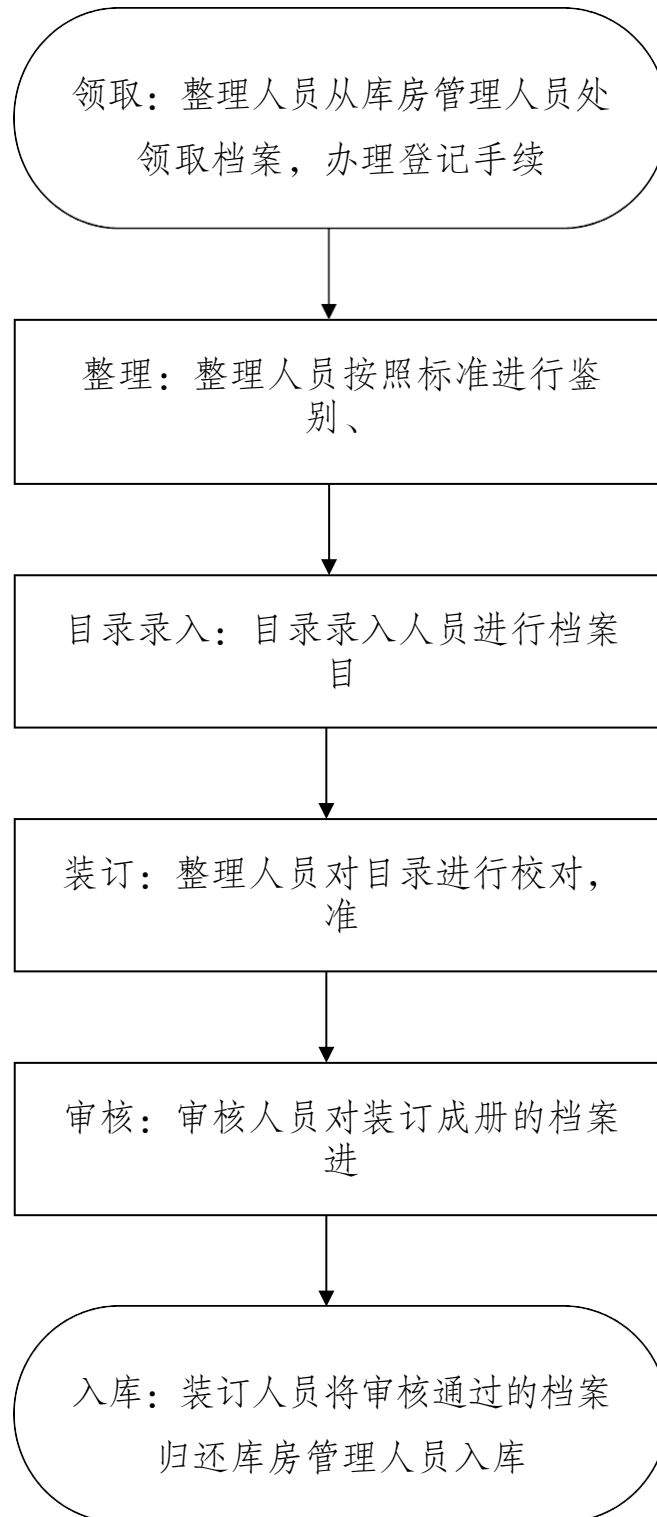 领取：整理人员从库房管理人员处
领取档案，办理登记手续
整理：整理人员按照标准进行鉴
别、
目录录入：目录录入人员进行档案
目
装订：整理人员对目录进行校对，
准
审核：审核人员对装订成册的档案
进
入库：装订人员将审核通过的档案
归还库房管理人员入库